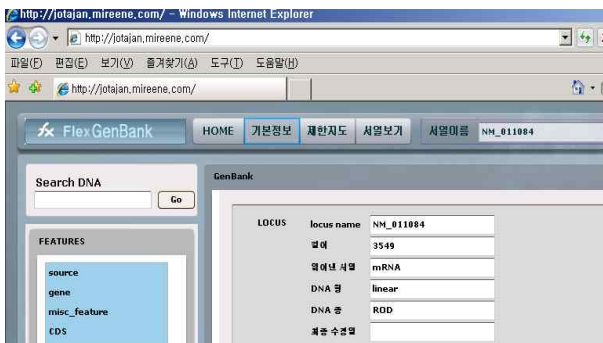 http://jotajan.mireene.com/ - Windows Internet Explorer
http://jotajan.mireene.com/
파일(F) 편집(E) 보기(V) 즐겨찾기(A) 도구(T) 도움말(H)
http://jotajan.mireene.com/
fx FlexGenBank HOME 기본정보 제한지도 서열보기 서열이름 NM_011084
Search DNA
Go
GenBank
FEATURES
source
gene
misc_feature
CDS
LOCUS locus name NM_011084
길이 3549
읽어낸 서열 mRNA
DNA 형 linear
DNA 종 ROD
최종 수정일